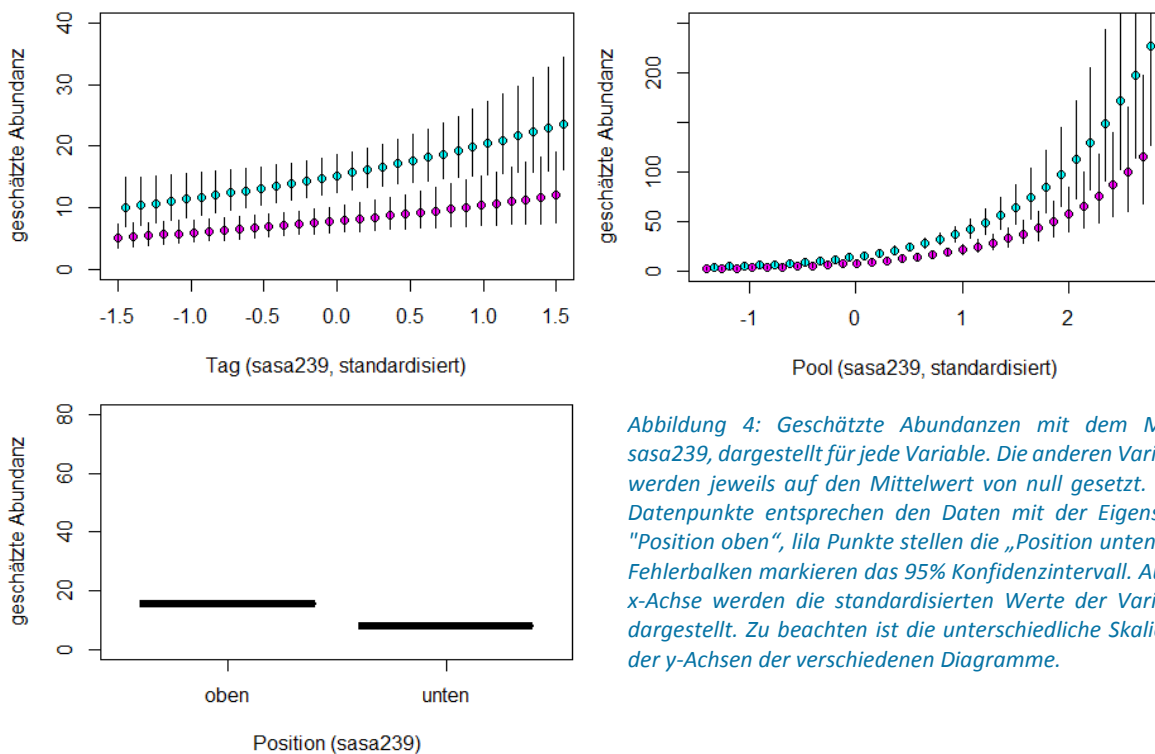 geschätzte Abundanz
40
30
20
10
0
-1.5 -1.0 -0.5 0.0 0.5 1.0 1.5
Tag (sasa239, standardisiert)
geschätzte Abundanz
200
100
50
0
-1 0 1 2
Pool (sasa239, standardisiert)
geschätzte Abundanz
80
60
40
20
0
oben unten
Position (sasa239)
Abbildung 4: Geschätzte Abundanzen mit dem M
sasa239, dargestellt für jede Variable. Die anderen Vari
werden jeweils auf den Mittelwert von null gesetzt.
Datenpunkte entsprechen den Daten mit der Eigens
"Position oben“, lila Punkte stellen die „Position unten
Fehlerbalken markieren das 95% Konfidenzintervall. Au
x-Achse werden die standardisierten Werte der Vari
dargestellt. Zu beachten ist die unterschiedliche Skali
der y-Achsen der verschiedenen Diagramme.